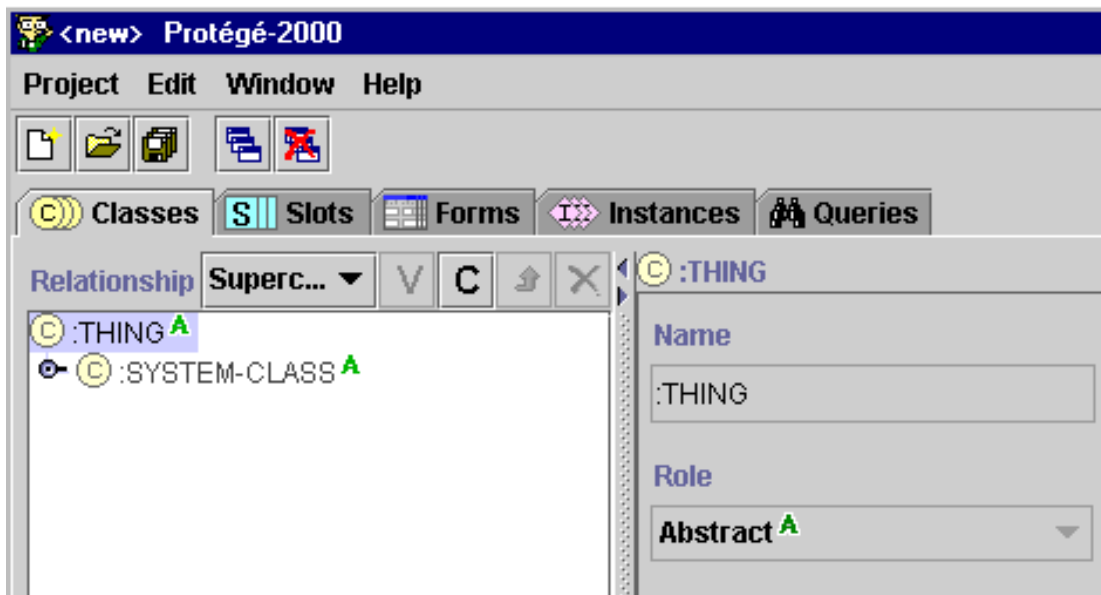 <new> Protégé-2000
Project Edit Window Help
C Classes S Slots Forms I Instances Queries
Relationship Superc... V C C :THING
C :THING A
C :SYSTEM-CLASS A
Name
:THING
Role
Abstract A